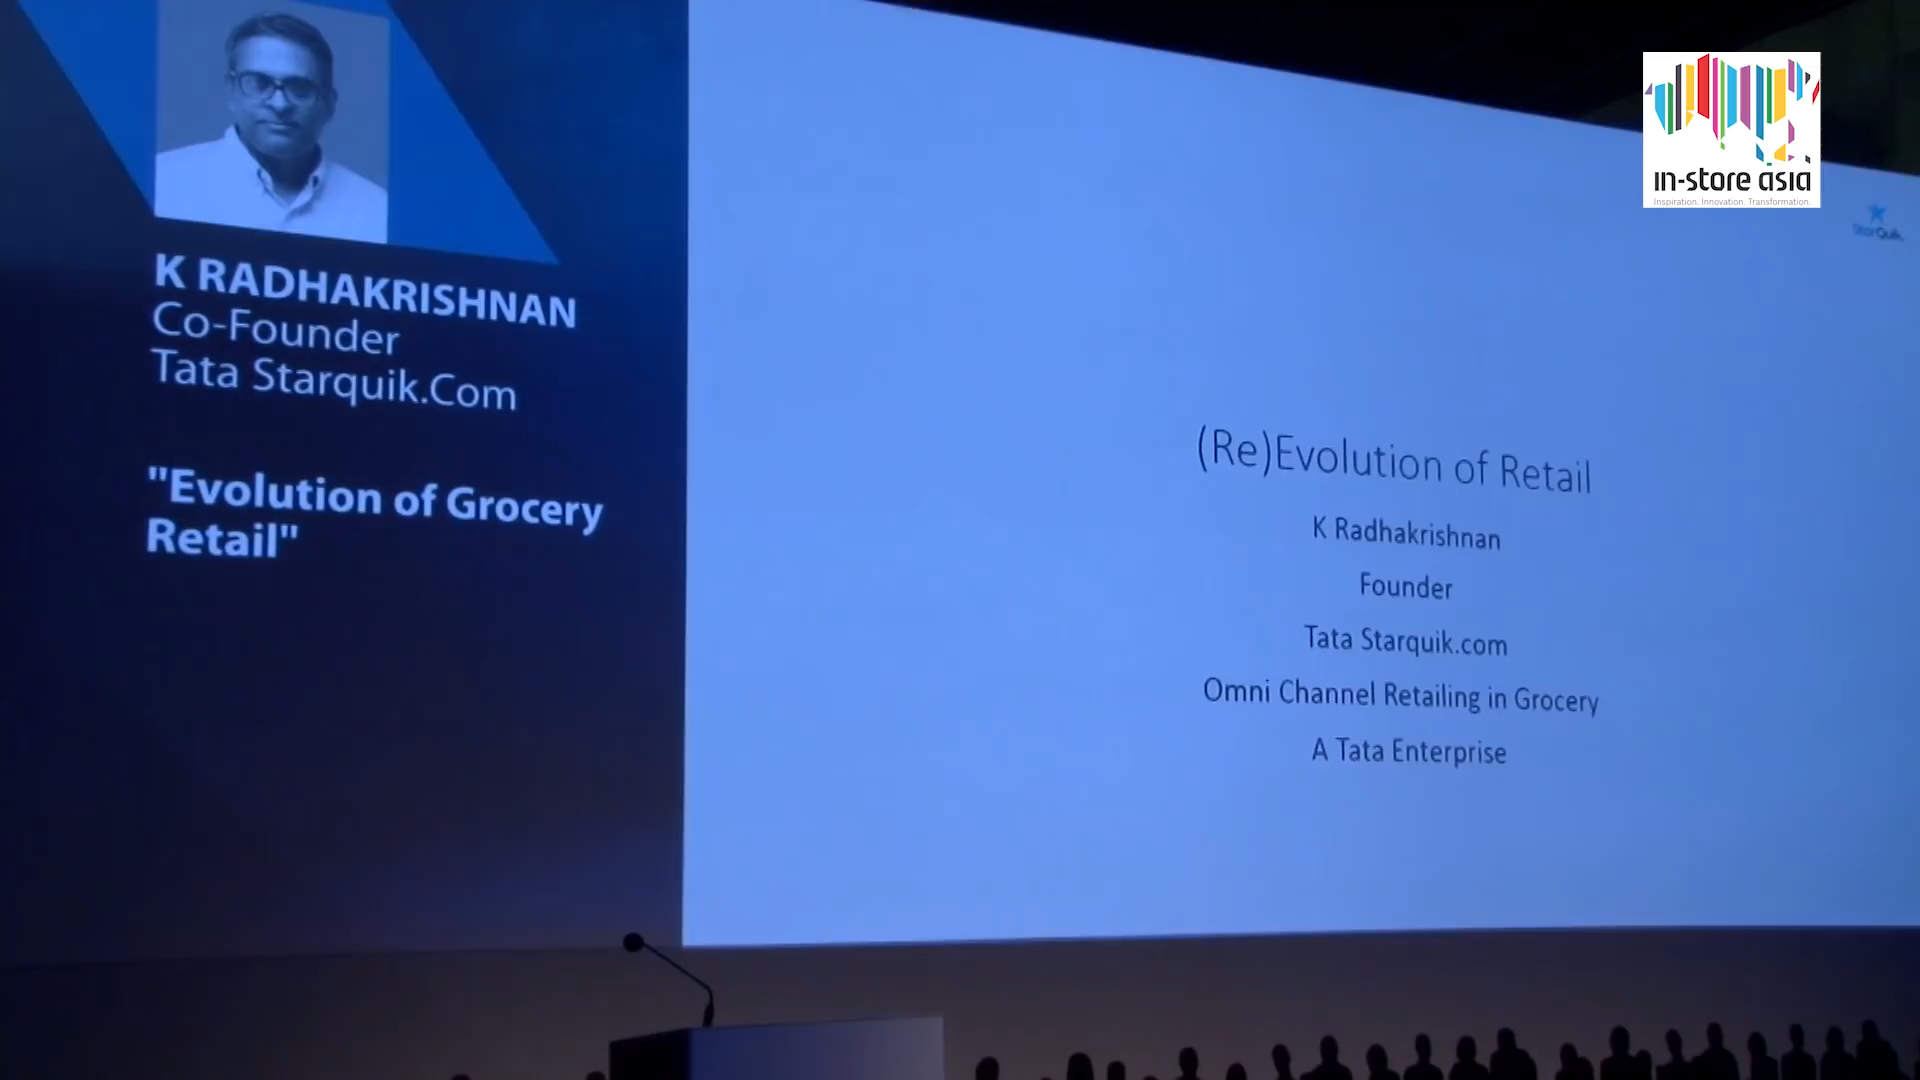 K RADHAKRISHNAN
Co-Founder
Tata Starquik.Com
"Evolution of Grocery
Retail"
(Re)Evolution of Retail
K Radhakrishnan
Founder
Tata Starquik.com
Omni Channel Retailing in Grocery
A Tata Enterprise
in-store asia
Inspiration. Innovation. Transformation.
StarQuik